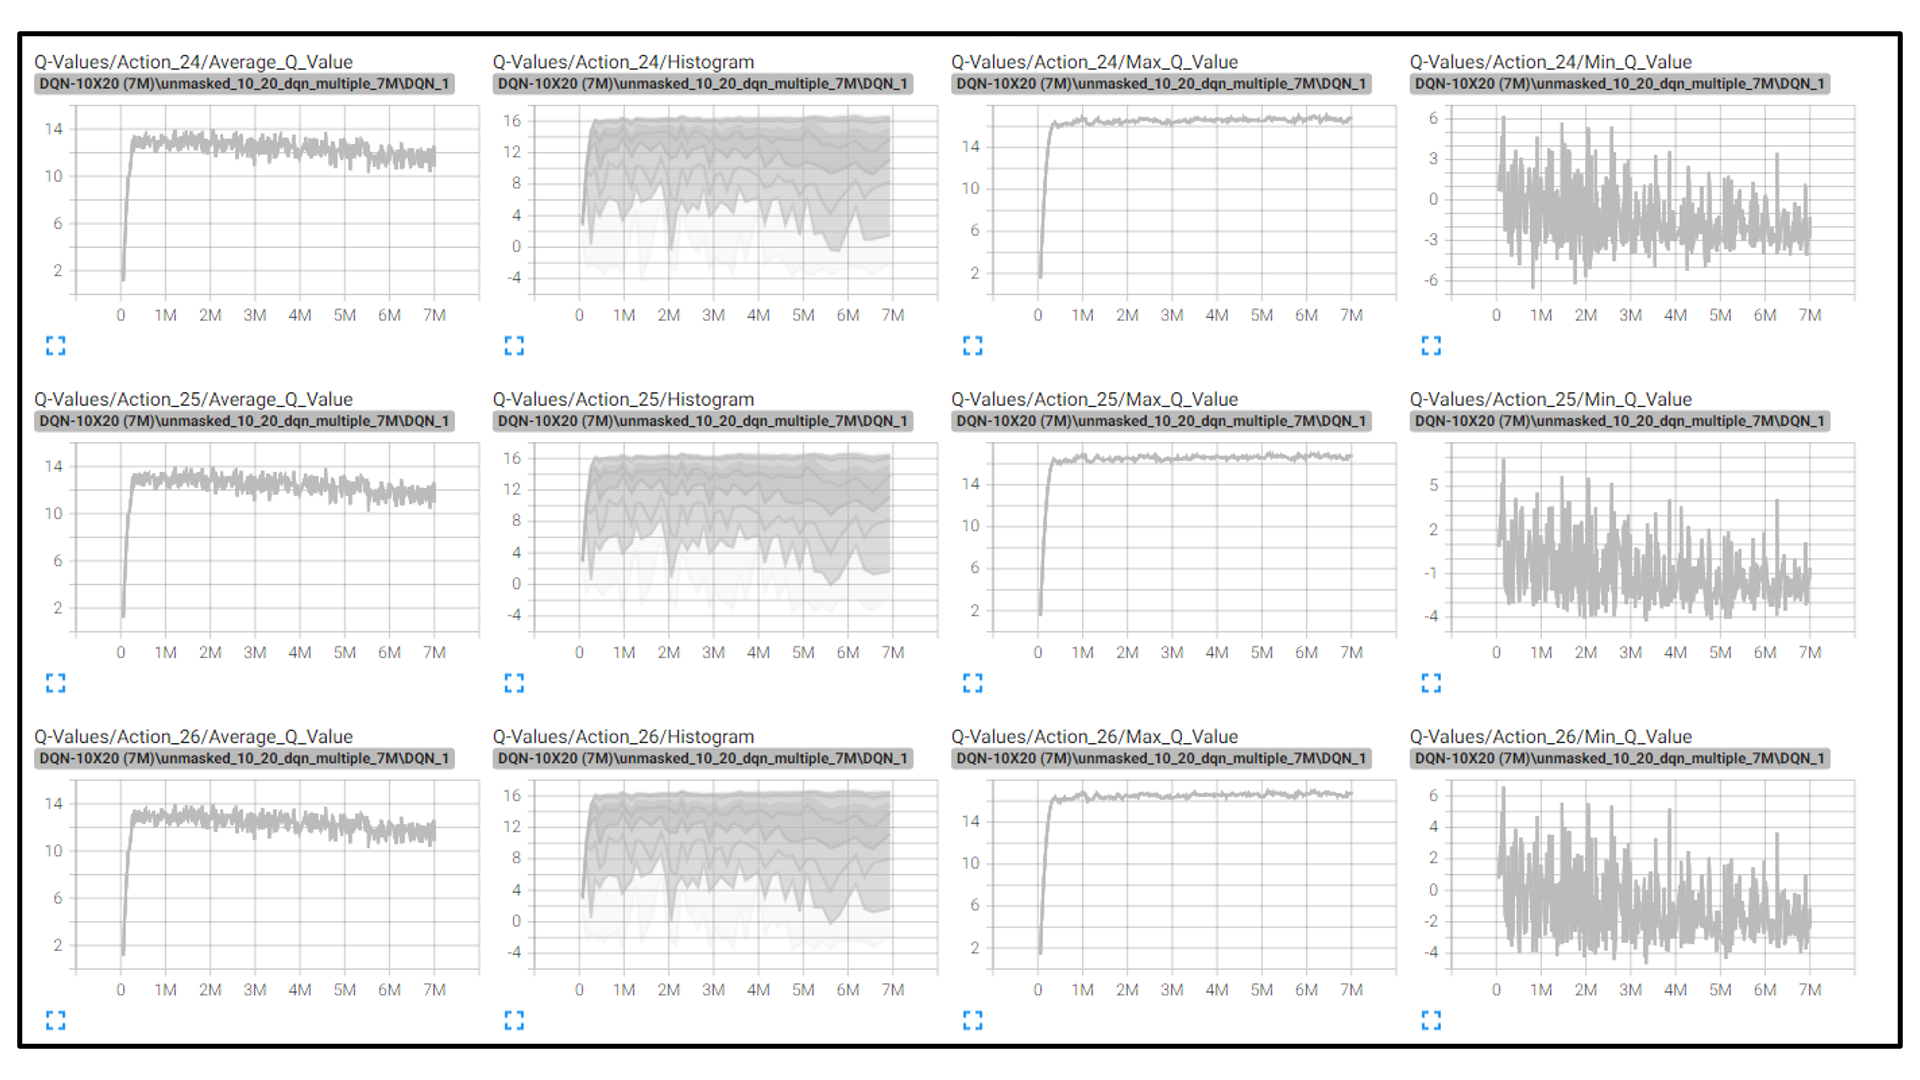 Q-Values/Action_24/Average_Q_Value
DQN-10X20 (7M)\unmasked_10_20_dqn_multiple_7M\DQN_1
14
10
6
2
0 1M 2M 3M 4M 5M 6M 7M
Q-Values/Action_24/Histogram
DQN-10X20 (7M)\unmasked_10_20_dqn_multiple_7M\DQN_1
16
12
8
4
0
-4
0 1M 2M 3M 4M 5M 6M 7M
Q-Values/Action_24/Max_Q_Value
DQN-10X20 (7M)\unmasked_10_20_dqn_multiple_7M\DQN_1
14
10
6
2
0 1M 2M 3M 4M 5M 6M 7M
Q-Values/Action_24/Min_Q_Value
DQN-10X20 (7M)\unmasked_10_20_dqn_multiple_7M\DQN_1
6
3
0
-3
-6
0 1M 2M 3M 4M 5M 6M 7M
Q-Values/Action_25/Average_Q_Value
DQN-10X20 (7M)\unmasked_10_20_dqn_multiple_7M\DQN_1
14
10
6
2
0 1M 2M 3M 4M 5M 6M 7M
Q-Values/Action_25/Histogram
DQN-10X20 (7M)\unmasked_10_20_dqn_multiple_7M\DQN_1
16
12
8
4
0
-4
0 1M 2M 3M 4M 5M 6M 7M
Q-Values/Action_25/Max_Q_Value
DQN-10X20 (7M)\unmasked_10_20_dqn_multiple_7M\DQN_1
14
10
6
2
0 1M 2M 3M 4M 5M 6M 7M
Q-Values/Action_25/Min_Q_Value
DQN-10X20 (7M)\unmasked_10_20_dqn_multiple_7M\DQN_1
5
2
-1
-4
0 1M 2M 3M 4M 5M 6M 7M
Q-Values/Action_26/Average_Q_Value
DQN-10X20 (7M)\unmasked_10_20_dqn_multiple_7M\DQN_1
14
10
6
2
0 1M 2M 3M 4M 5M 6M 7M
Q-Values/Action_26/Histogram
DQN-10X20 (7M)\unmasked_10_20_dqn_multiple_7M\DQN_1
16
12
8
4
0
-4
0 1M 2M 3M 4M 5M 6M 7M
Q-Values/Action_26/Max_Q_Value
DQN-10X20 (7M)\unmasked_10_20_dqn_multiple_7M\DQN_1
14
10
6
2
0 1M 2M 3M 4M 5M 6M 7M
Q-Values/Action_26/Min_Q_Value
DQN-10X20 (7M)\unmasked_10_20_dqn_multiple_7M\DQN_1
6
4
2
0
-2
-4
0 1M 2M 3M 4M 5M 6M 7M